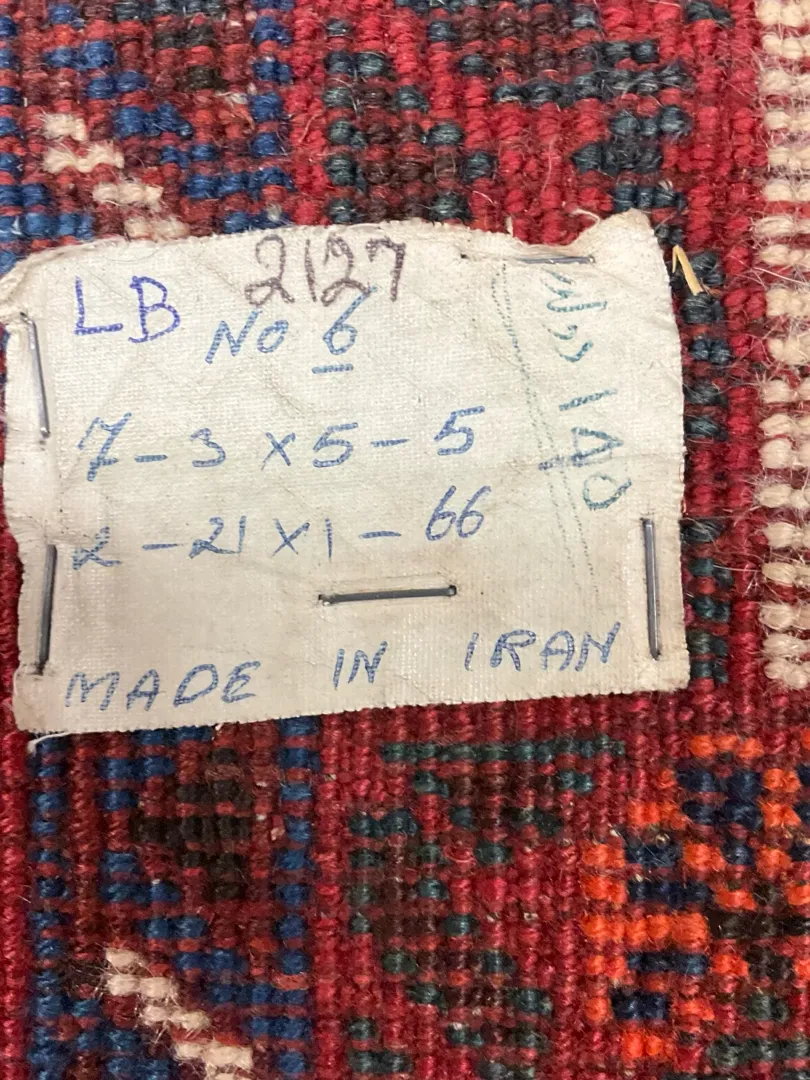 2127
LB
NO 6
7-3 x 5-5
2-21 x 1-66
MADE IN IRAN